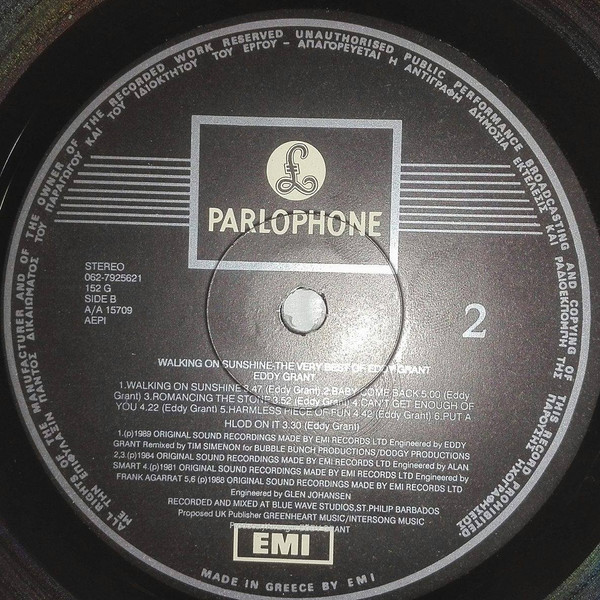 ALL RIGHTS OF THE MANUFACTURER AND OF THE OWNER OF THE RECORDED WORK RESERVED UNAUTHORISED PUBLIC PERFORMANCE BROADCASTING AND COPYING OF THIS RECORD PROHIBITED.
ΜΕ ΤΗΝ ΕΠΙΦΥΛΑΞΙΝ ΠΑΝΤΟΣ ΔΙΚΑΙΩΜΑΤΟΣ ΤΟΥ ΠΑΡΑΓΩΓΟΥ ΚΑΙ ΤΟΥ ΙΔΙΟΚΤΗΤΟΥ ΤΟΥ ΕΡΓΟΥ – ΑΠΑΓΟΡΕΥΕΤΑΙ Η ΑΝΤΙΓΡΑΦΗ ΔΗΜΟΣΙΑ ΕΚΤΕΛΕΣΙΣ ΚΑΙ ΡΑΔΙΟΕΚΠΟΜΠΗ ΤΗΣ ΠΑΡΟΥΣΗΣ ΗΧΟΓΡΑΦΗΣΕΩΣ
£
PARLOPHONE
STEREO
062-7925621
152 G
SIDE B
A/A 15709
AEPI
2
WALKING ON SUNSHINE-THE VERY BEST OF EDDY GRANT
EDDY GRANT
1.WALKING ON SUNSHINE 3.47 (Eddy Grant) 2.BABY COME BACK 5.00 (Eddy
Grant) 3.ROMANCING THE STONE 3.52 (Eddy Grant) 4.CAN'T GET ENOUGH OF
YOU 4.22 (Eddy Grant) 5.HARMLESS PIECE OF FUN 4.42 (Eddy Grant) 6.PUT A
HLOD ON IT 3.30 (Eddy Grant)
1.(p)1989 ORIGINAL SOUND RECORDINGS MADE BY EMI RECORDS LTD Engineered by EDDY
GRANT Remixed by TIM SIMENON for BUBBLE BUNCH PRODUCTIONS/DODGY PRODUCTIONS
2,3.(p)1984 ORIGINAL SOUND RECORDINGS MADE BY EMI RECORDS LTD Engineered by ALAN
SMART 4.(p)1981 ORIGINAL SOUND RECORDINGS MADE BY EMI RECORDS LTD Engineered by
FRANK AGARRAT 5,6 (p)1988 ORIGINAL SOUND RECORDINGS MADE BY EMI RECORDS LTD
Engineered by GLEN JOHANSEN
RECORDED AND MIXED AT BLUE WAVE STUDIOS,ST.PHILIP BARBADOS
Proposed UK Publisher GREENHEART MUSIC/INTERSONG MUSIC
GRANT
EMI
MADE IN GREECE BY EMI